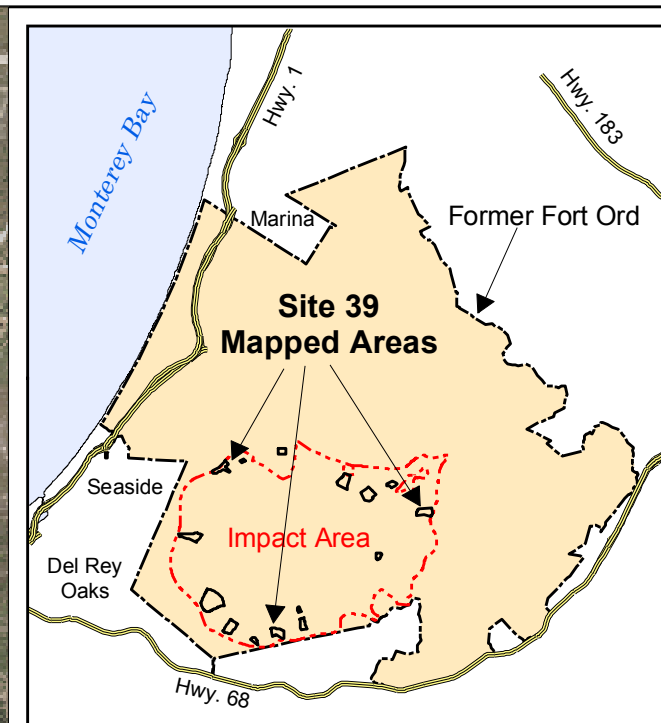 Hwy. 1
Hwy. 183
Monterey Bay
Marina
Former Fort Ord
Site 39
Mapped Areas
Seaside
Impact Area
Del Rey
Oaks
Hwy. 68